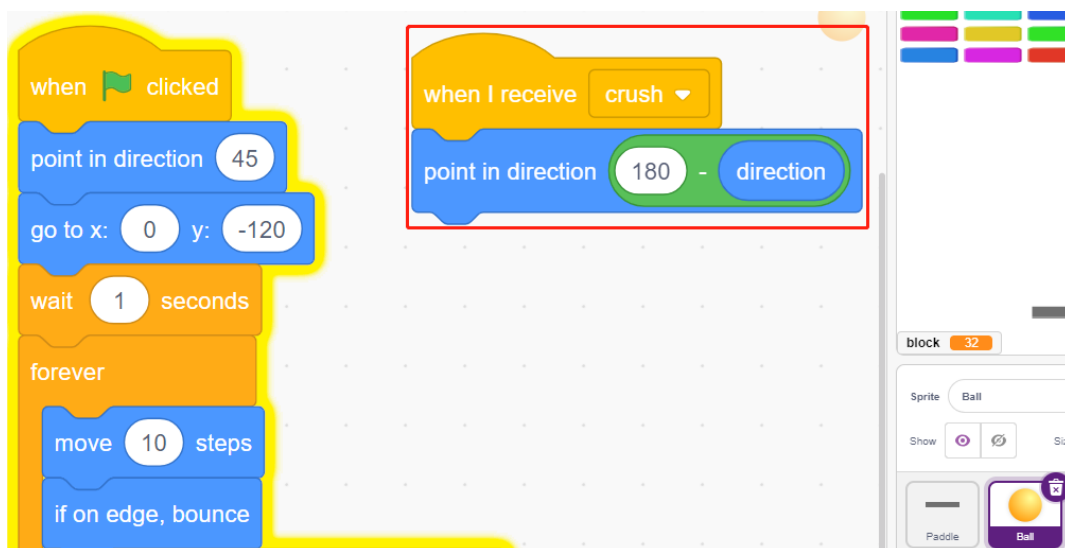 when clicked
point in direction 45
go to x: 0 y: -120
wait 1 seconds
forever
move 10 steps
if on edge, bounce
when I receive crush
point in direction 180 - direction
block 32
Sprite Ball
Show
Paddle
Ball